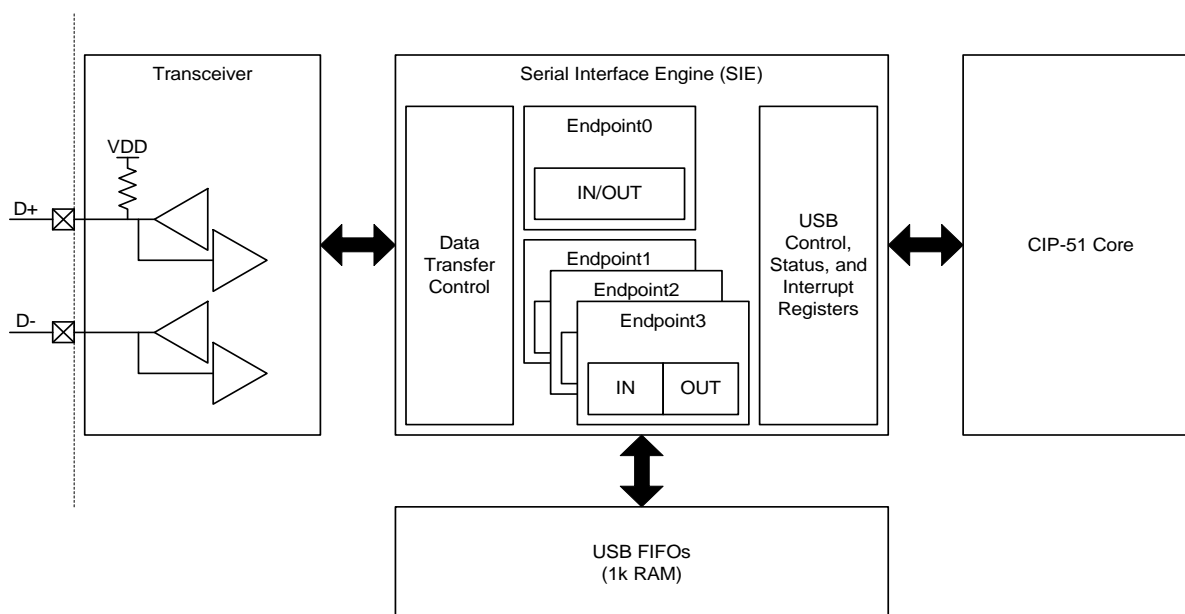 Transceiver
VDD
D+
D-
Serial Interface Engine (SIE)
Data
Transfer
Control
Endpoint0
IN/OUT
Endpoint1
Endpoint2
Endpoint3
IN
OUT
USB
Control,
Status, and
Interrupt
Registers
CIP-51 Core
USB FIFOs
(1k RAM)